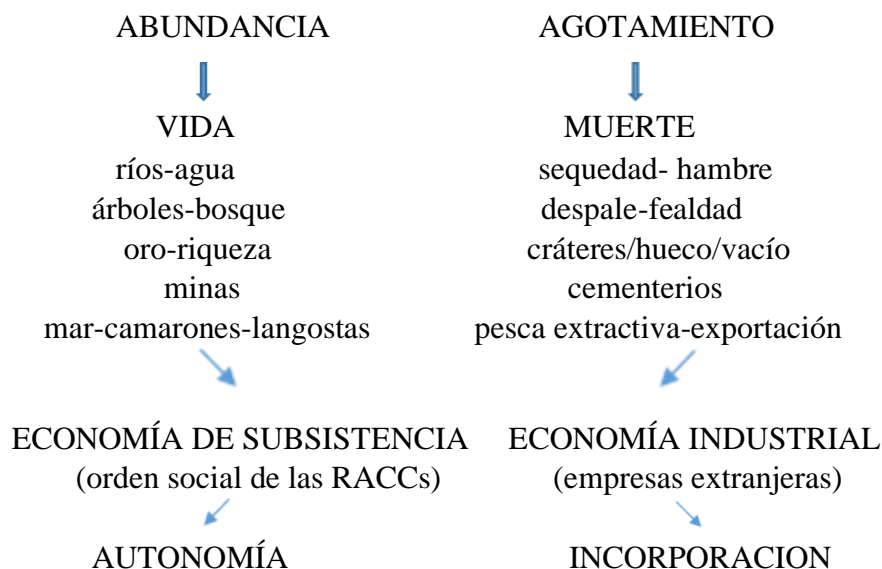 ABUNDANCIA AGOTAMIENTO
VIDA MUERTE
ríos-agua sequedad- hambre
árboles-bosque despale-fealdad
oro-riqueza cráteres/hueco/vacío
minas cementerios
mar-camarones-langostas pesca extractiva-exportación
ECONOMÍA DE SUBSISTENCIA ECONOMÍA INDUSTRIAL
(orden social de las RACCs) (empresas extranjeras)
AUTONOMÍA INCORPORACION